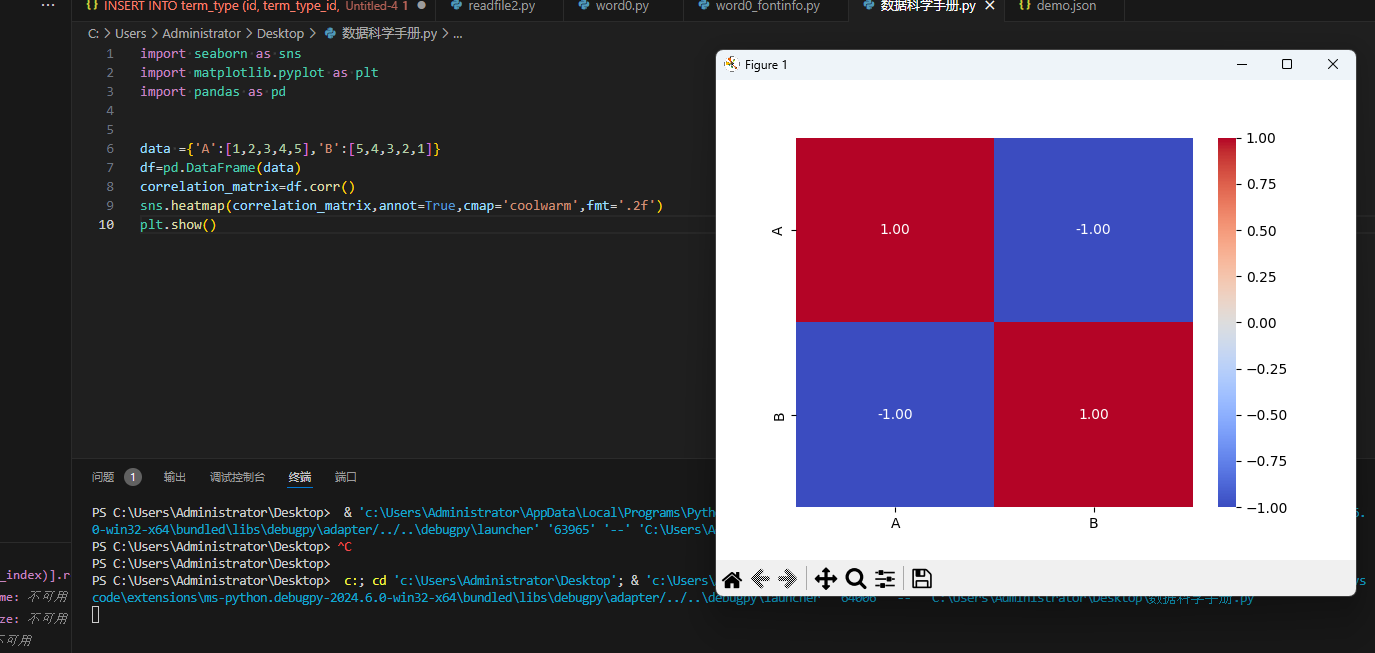 ··· INSERT INTO term_type (id, term_type_id, Untitled-4 1 ● readfile2.py word0.py word0_fontinfo.py 数据科学手册.py × demo.json
C: > Users > Administrator > Desktop > 数据科学手册.py > ...
1 import seaborn as sns
2 import matplotlib.pyplot as plt
3 import pandas as pd
4
5
6 data ={'A':[1,2,3,4,5],'B':[5,4,3,2,1]}
7 df=pd.DataFrame(data)
8 correlation_matrix=df.corr()
9 sns.heatmap(correlation_matrix,annot=True,cmap='coolwarm',fmt='.2f')
10 plt.show()
Figure 1
A
B
1.00 -1.00
-1.00 1.00
A B
1.00
0.75
0.50
0.25
0.00
−0.25
−0.50
−0.75
−1.00
问题 1 输出 调试控制台 终端 端口
PS C:\Users\Administrator\Desktop> & 'c:\Users\Administrator\AppData\Local\Programs\Pyth
0-win32-x64\bundled\libs\debugpy\adapter/../..\debugpy\launcher' '63965' '--' 'C:\Users\A
PS C:\Users\Administrator\Desktop> ^C
PS C:\Users\Administrator\Desktop>
PS C:\Users\Administrator\Desktop> c:; cd 'c:\Users\Administrator\Desktop'; & 'c:\Users\
code\extensions\ms-python.debugpy-2024.6.0-win32-x64\bundled\libs\debugpy\adapter/../..\debugpy\launcher' '64006' '--' 'C:\Users\Administrator\Desktop\数据科学手册.py
_index)].r
me: 不可用
ze: 不可用
不可用